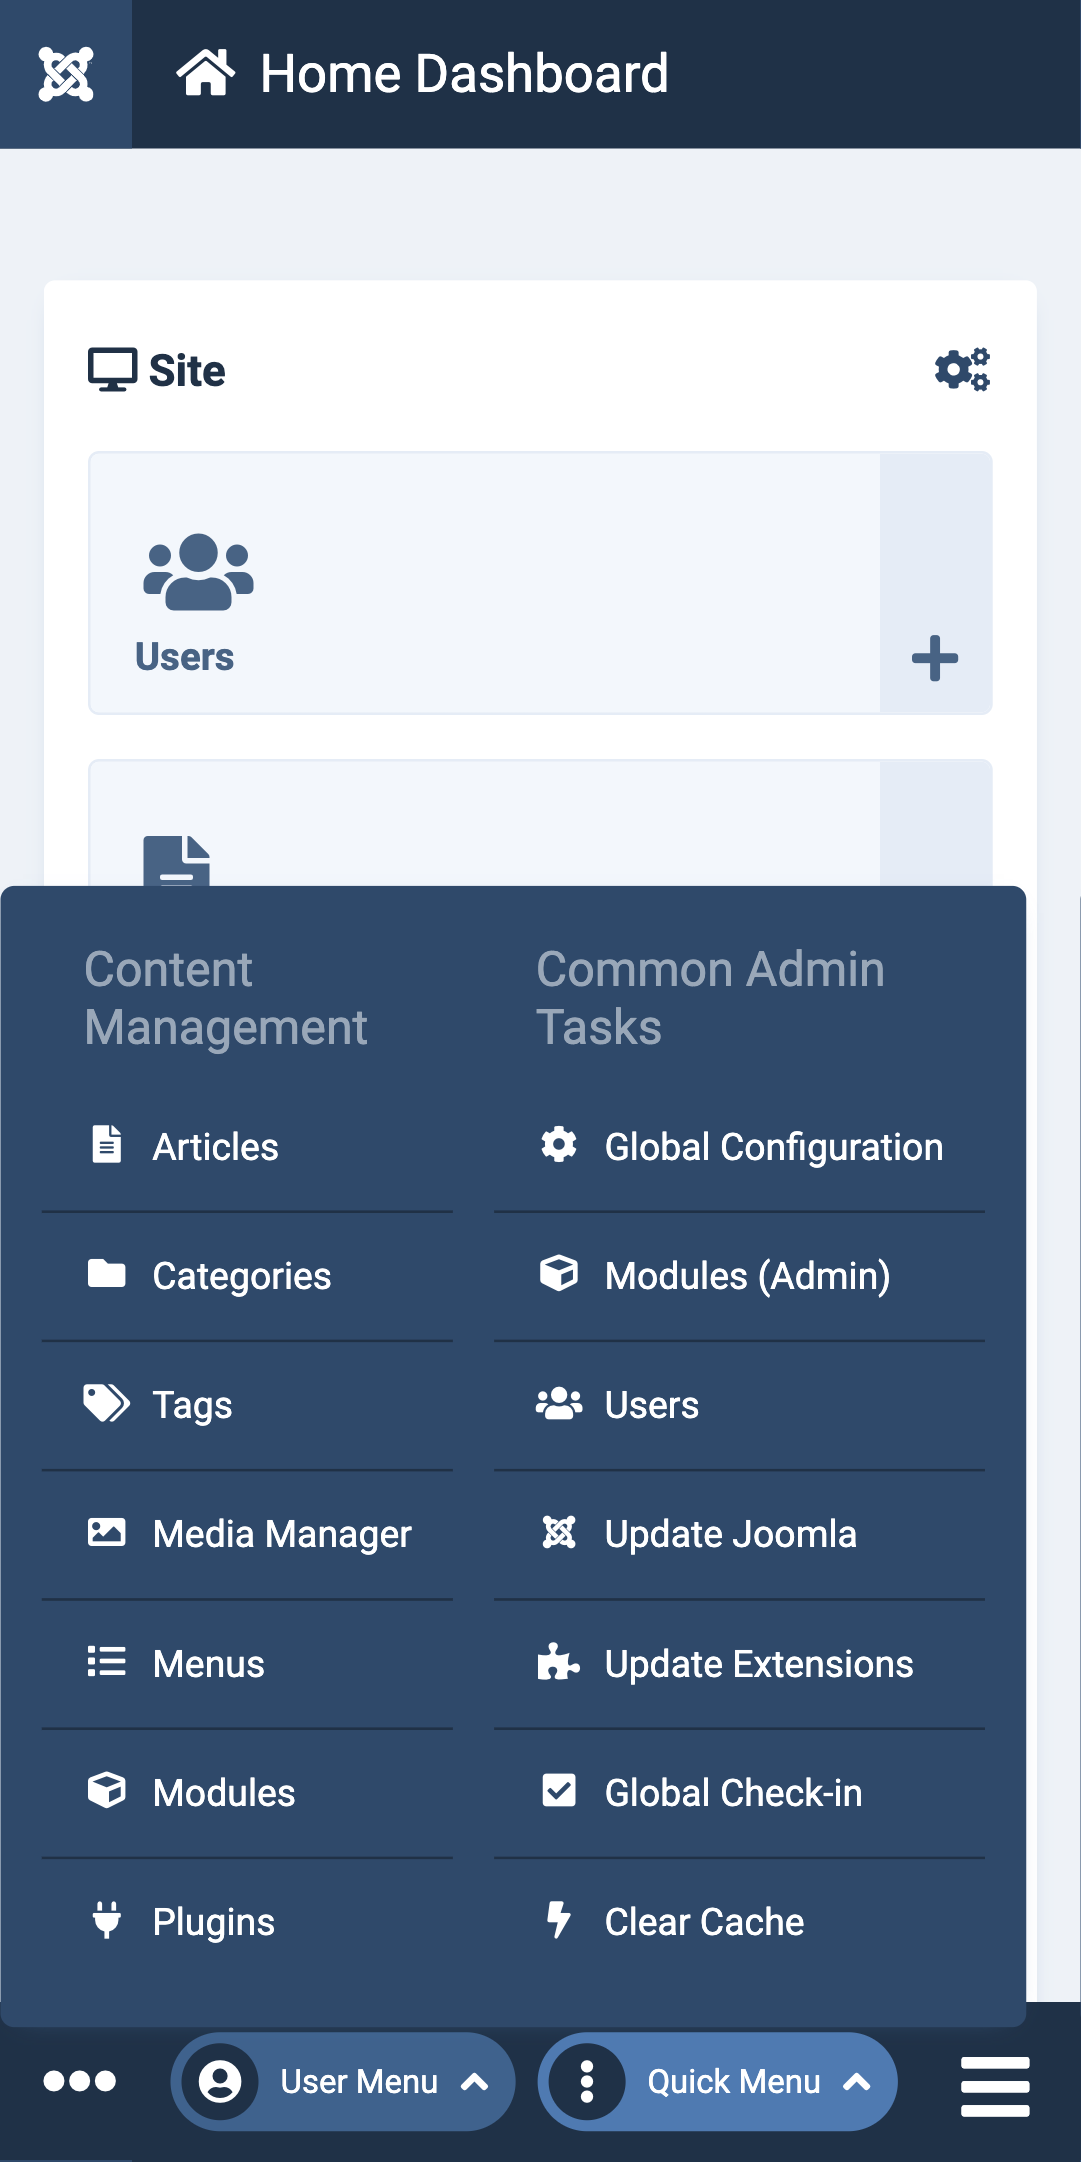 Home Dashboard
Site
Users
Content
Management
Articles
Categories
Tags
Media Manager
Menus
Modules
Plugins
Common Admin
Tasks
Global Configuration
Modules (Admin)
Users
Update Joomla
Update Extensions
Global Check-in
Clear Cache
User Menu
Quick Menu